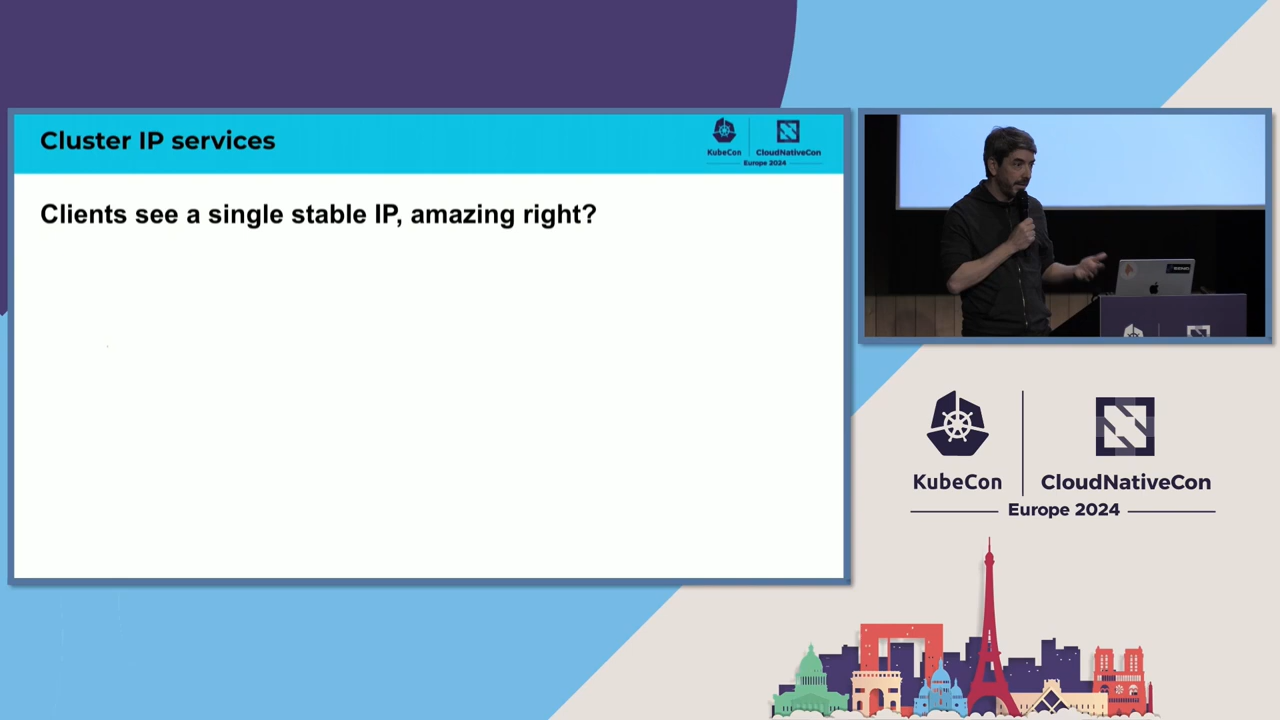 Cluster IP services
KubeCon
CloudNativeCon
Europe 2024
Clients see a single stable IP, amazing right?
KubeCon
CloudNativeCon
Europe 2024